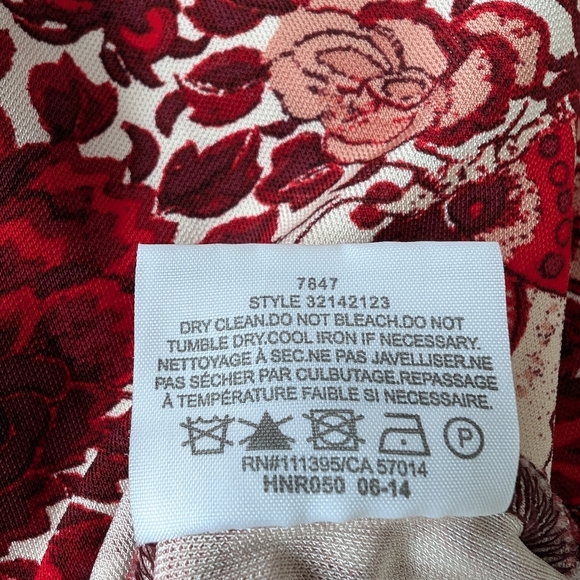 7847
STYLE 32142123
DRY CLEAN.DO NOT BLEACH.DO NOT
TUMBLE DRY.COOL IRON IF NECESSARY.
NETTOYAGE À SEC.NE PAS JAVELLISER.NE
PAS SÉCHER PAR CULBUTAGE.REPASSAGE
À TEMPÉRATURE FAIBLE SI NECESSAIRE.
P
RN#111395/CA 57014
HNR050 06-14